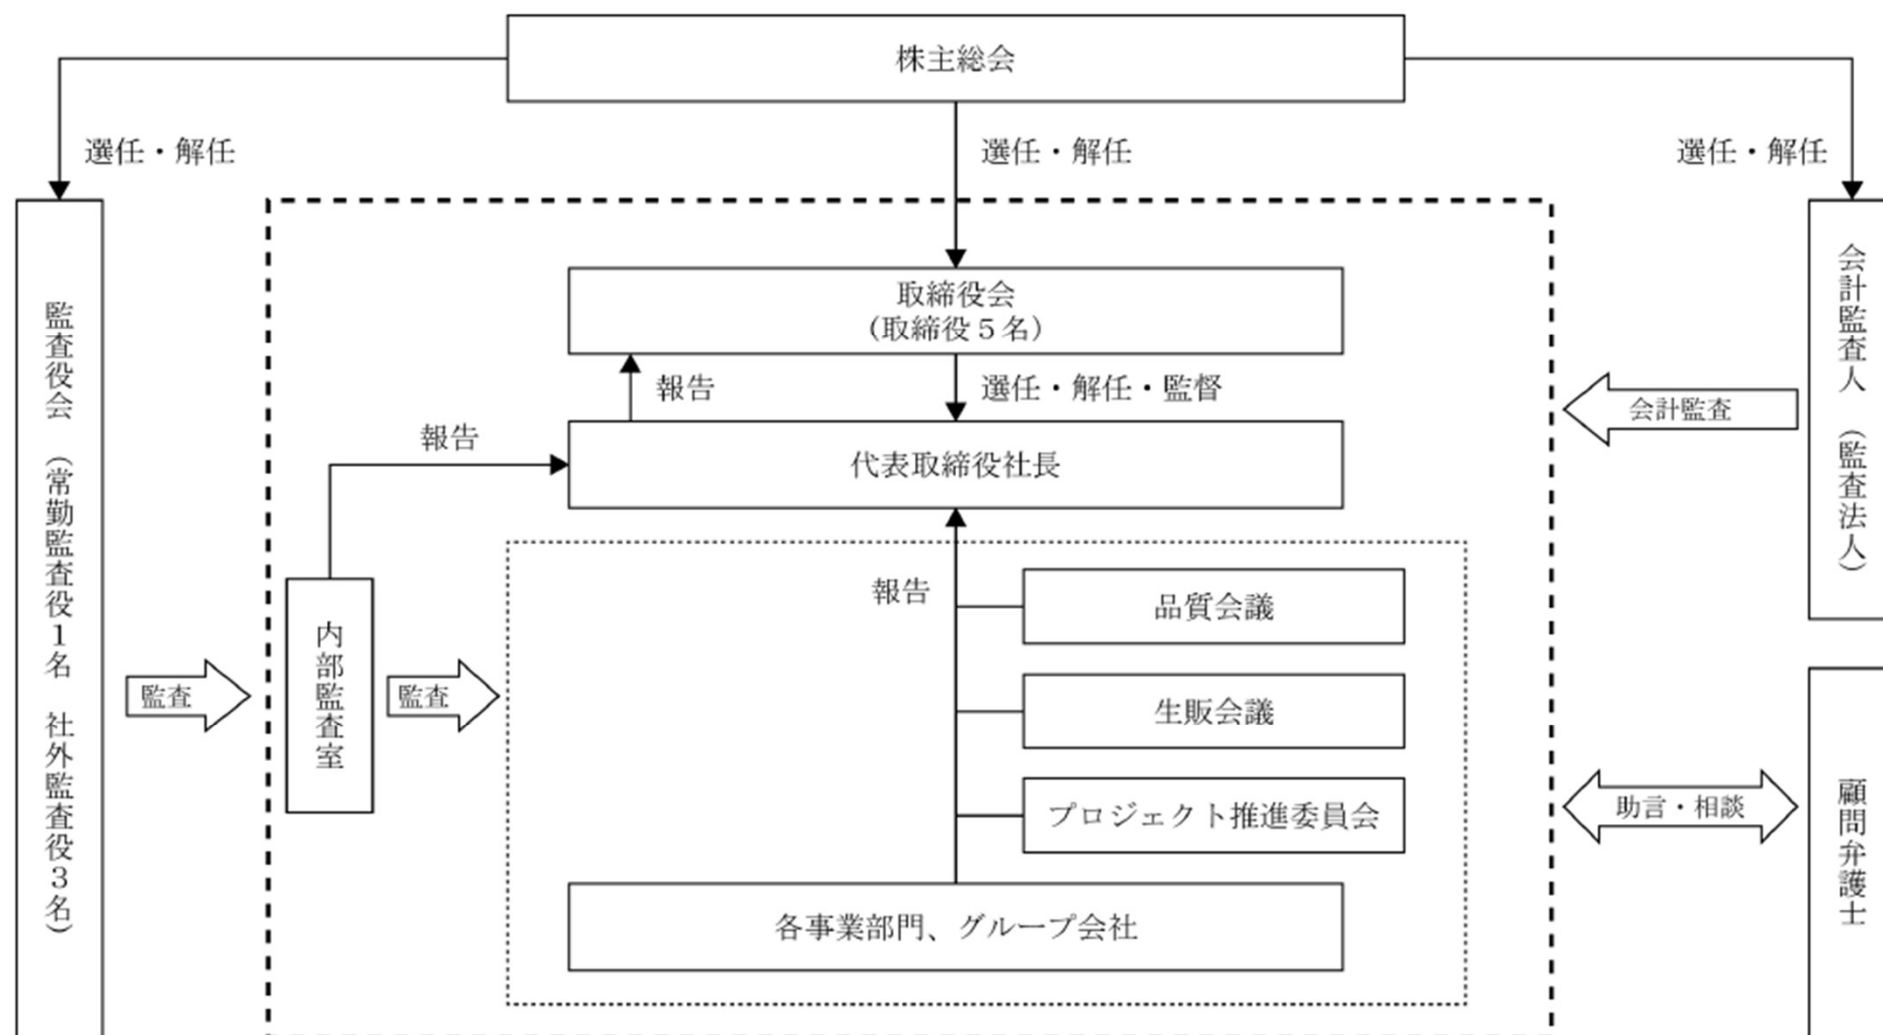 株主総会
選任・解任
選任・解任
選任・解任
取締役会
(取締役5名)
報告
選任・解任・監督
報告
代表取締役社長
監査役会 (常勤監査役1名 社外監査役3名)
監査
内部監査室
監査
報告
品質会議
生販会議
プロジェクト推進委員会
各事業部門、グループ会社
会計監査
会計監査人 (監査法人)
助言・相談
顧問弁護士